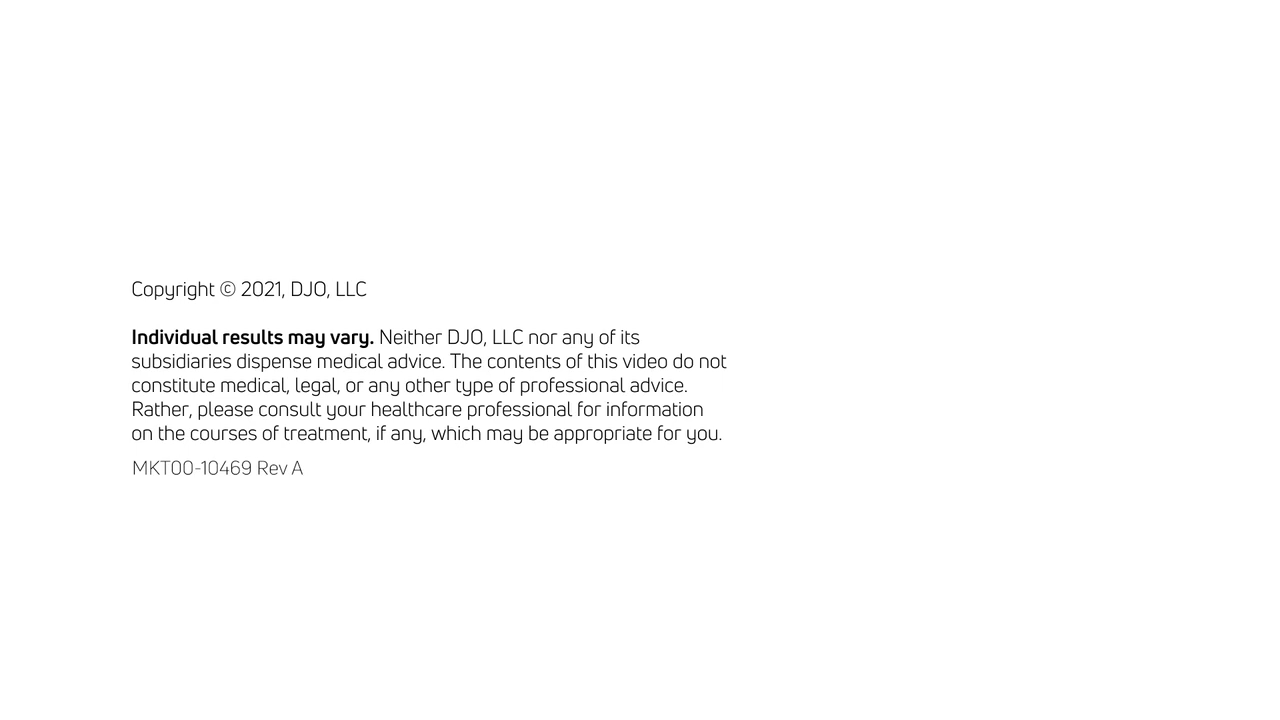 Copyright © 2021, DJO, LLC
Individual results may vary. Neither DJO, LLC nor any of its
subsidiaries dispense medical advice. The contents of this video do not
constitute medical, legal, or any other type of professional advice.
Rather, please consult your healthcare professional for information
on the courses of treatment, if any, which may be appropriate for you.
MKT00-10469 Rev A